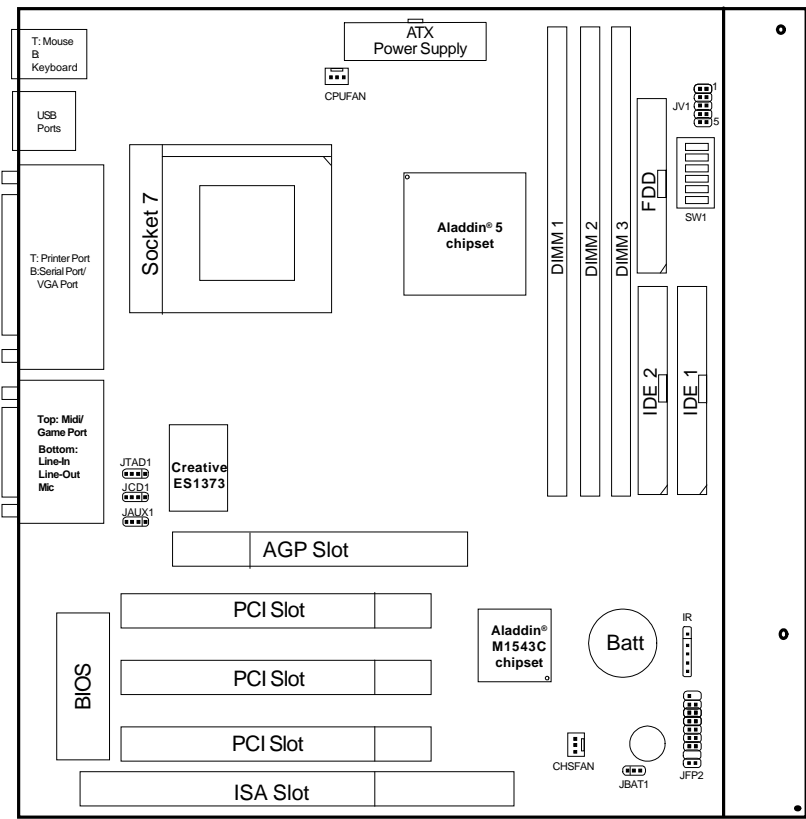 T: Mouse
B:
Keyboard
ATX
Power Supply
CPUFAN
USB
Ports
1
JV1
5
SW1
Socket 7
Aladdin® 5
chipset
DIMM 1
DIMM 2
DIMM 3
FDD
T: Printer Port
B:Serial Port/
VGA Port
IDE 2
IDE 1
Top: Midi/
Game Port
Bottom:
Line-In
Line-Out
Mic
JTAD1
JCD1
JAUX1
Creative
ES1373
AGP Slot
PCI Slot
Aladdin®
M1543C
chipset
Batt
IR
BIOS
PCI Slot
PCI Slot
CHSFAN
JBAT1
JFP2
ISA Slot